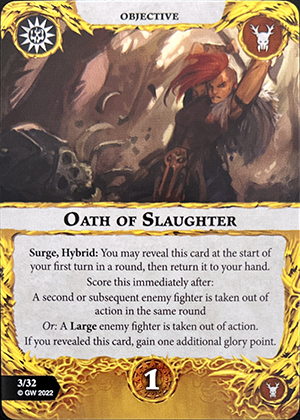 OBJECTIVE
OATH OF SLAUGHTER
Surge, Hybrid: You may reveal this card at the start
of your first turn in a round, then return it to your hand.
Score this immediately after:
A second or subsequent enemy fighter is taken out of
action in the same round
Or: A Large enemy fighter is taken out of action.
If you revealed this card, gain one additional glory point.
3/32
© GW 2022
1